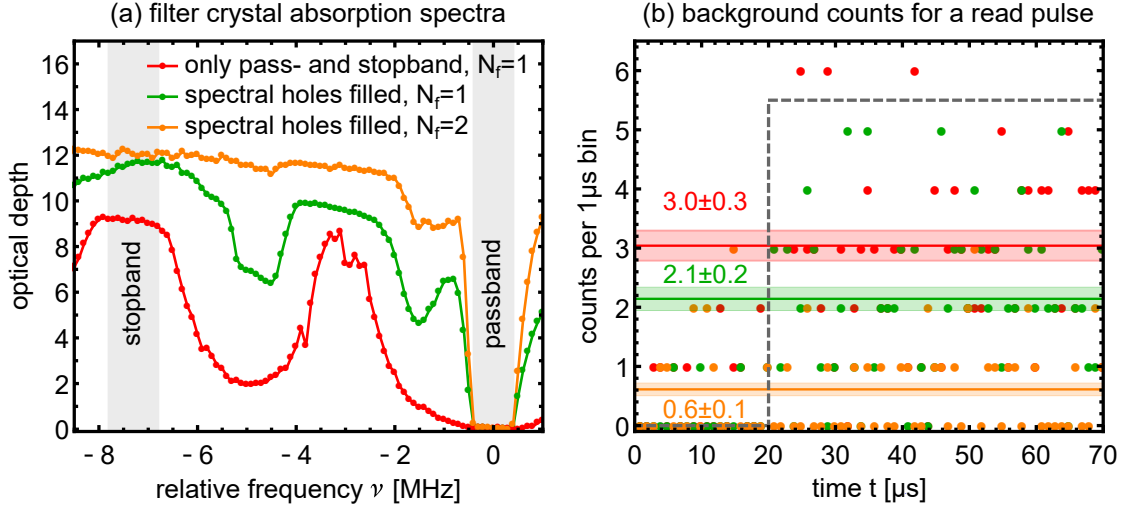 (a) filter crystal absorption spectra
16
14
12
10
8
6
4
2
0
optical depth
only pass- and stopband, N_f=1
spectral holes filled, N_f=1
spectral holes filled, N_f=2
stopband
passband
- 8
- 6
- 4
- 2
0
relative frequency ν [MHz]
(b) background counts for a read pulse
6
5
4
3
2
1
0
counts per 1μs bin
3.0±0.3
2.1±0.2
0.6±0.1
0
10
20
30
40
50
60
70
time t [μs]